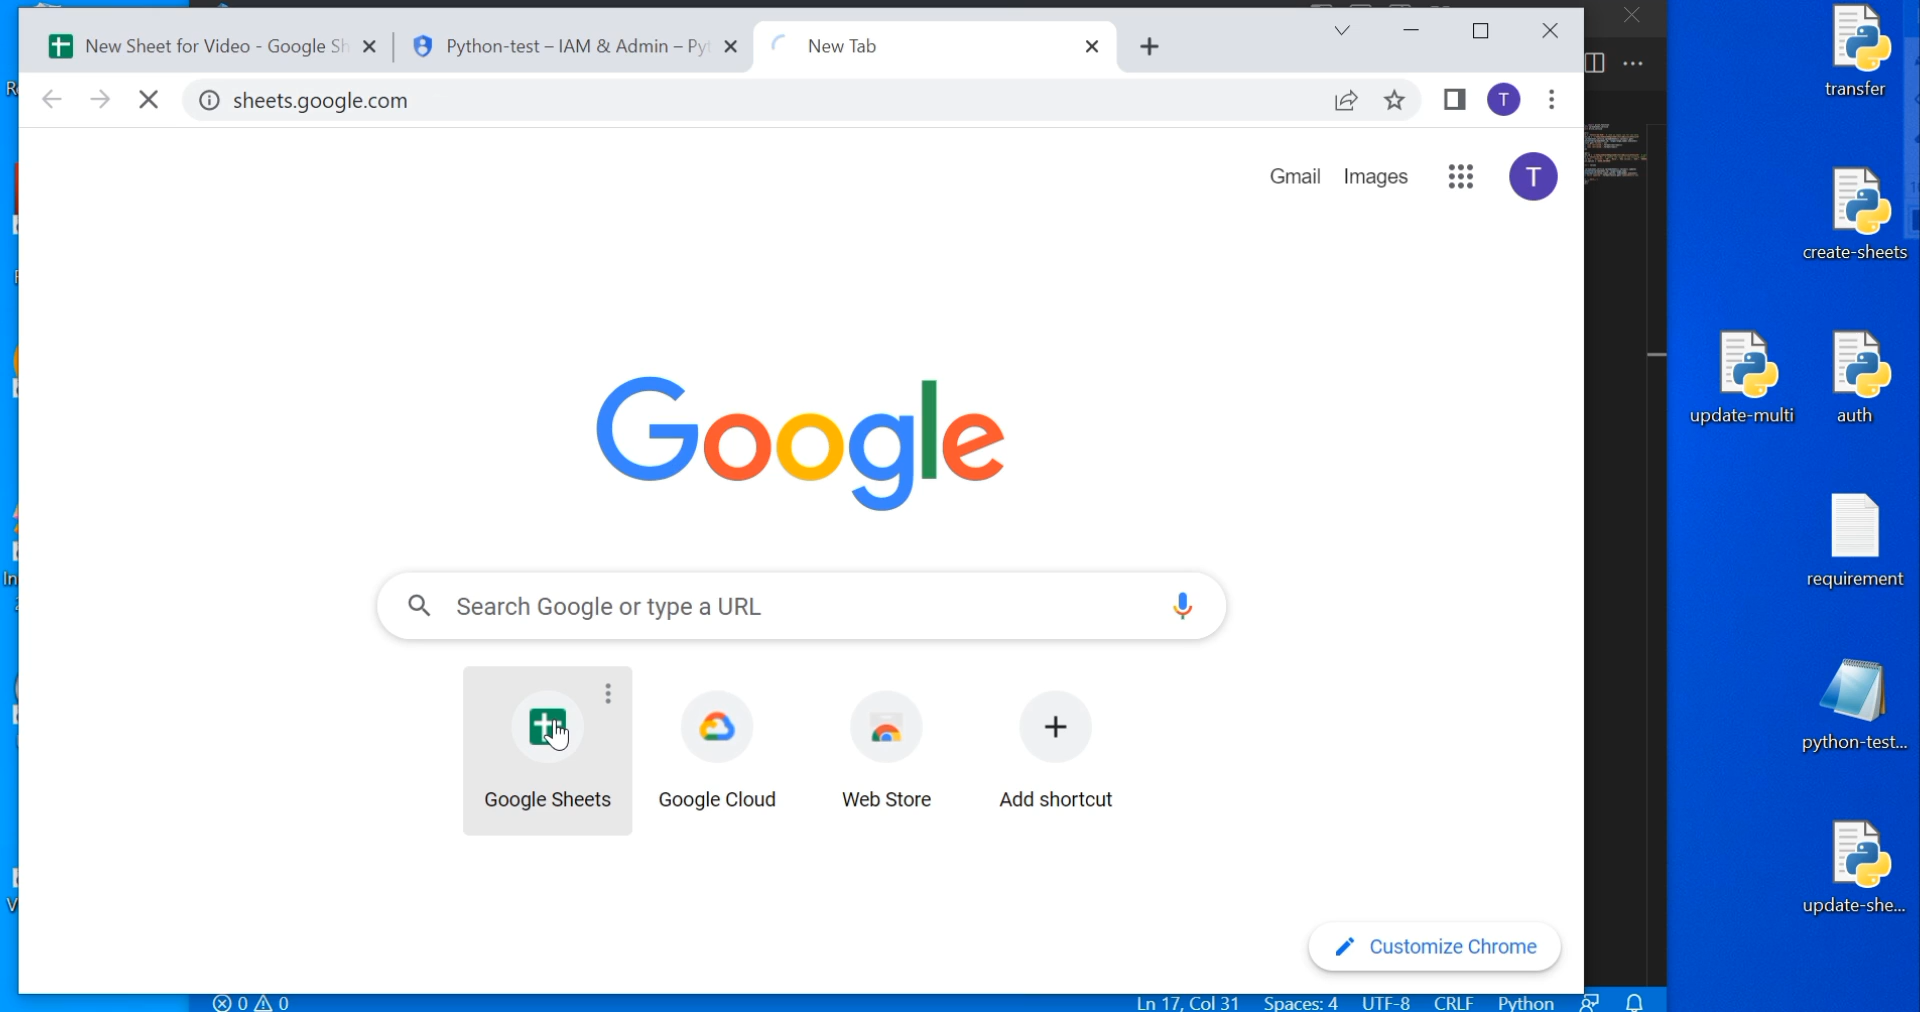 New Sheet for Video - Google Sh
Python-test – IAM & Admin – Py
New Tab
sheets.google.com
T
Gmail
Images
T
Google
Search Google or type a URL
Google Sheets
Google Cloud
Web Store
Add shortcut
Customize Chrome
transfer
create-sheets
update-multi
auth
requirement
python-test...
update-she...
0 0
Ln 17, Col 31
Spaces: 4
UTF-8
CRLF
Python